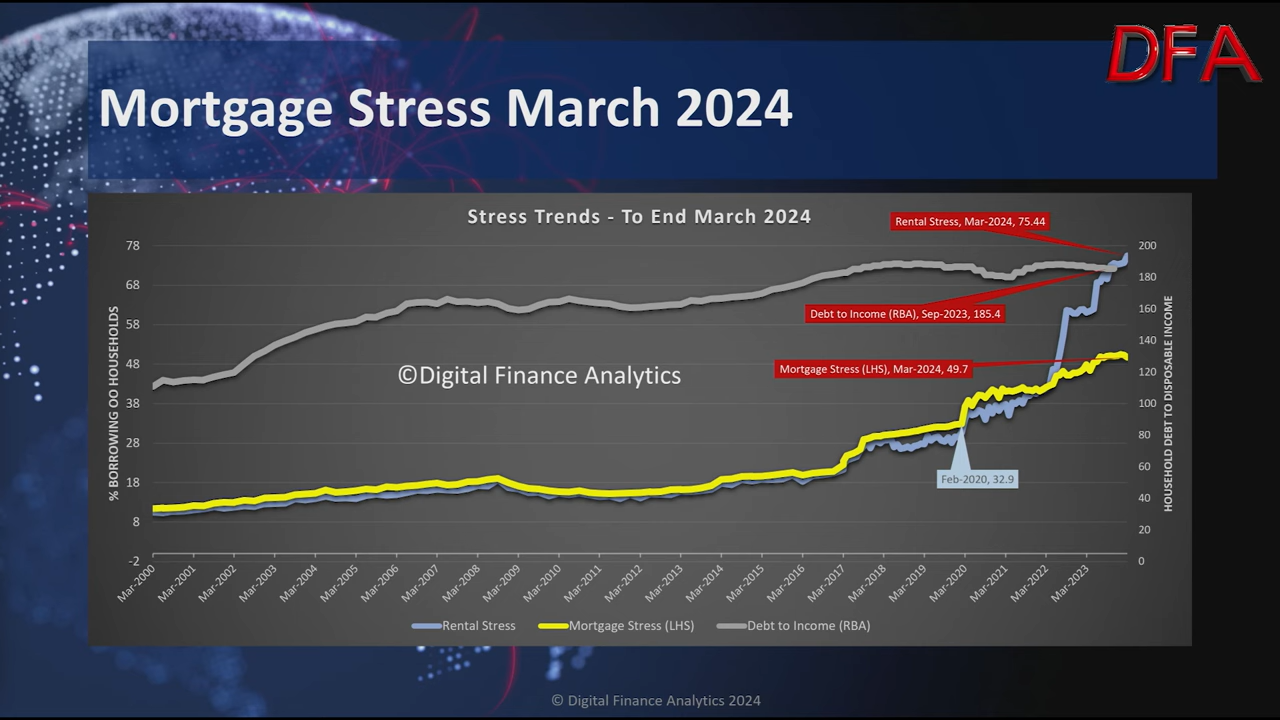 DFA
Mortgage Stress March 2024
Stress Trends - To End March 2024
Rental Stress, Mar-2024, 75.44
78
68
58
48
38
28
18
8
-2
200
180
160
140
120
100
80
60
40
20
0
% BORROWING OO HOUSEHOLDS
HOUSEHOLD DEBT TO DISPOSABLE INCOME
Debt to Income (RBA), Sep-2023, 185.4
Mortgage Stress (LHS), Mar-2024, 49.7
©Digital Finance Analytics
Feb-2020, 32.9
Mar-2000
Mar-2001
Mar-2002
Mar-2003
Mar-2004
Mar-2005
Mar-2006
Mar-2007
Mar-2008
Mar-2009
Mar-2010
Mar-2011
Mar-2012
Mar-2013
Mar-2014
Mar-2015
Mar-2016
Mar-2017
Mar-2018
Mar-2019
Mar-2020
Mar-2021
Mar-2022
Mar-2023
Rental Stress
Mortgage Stress (LHS)
Debt to Income (RBA)
© Digital Finance Analytics 2024